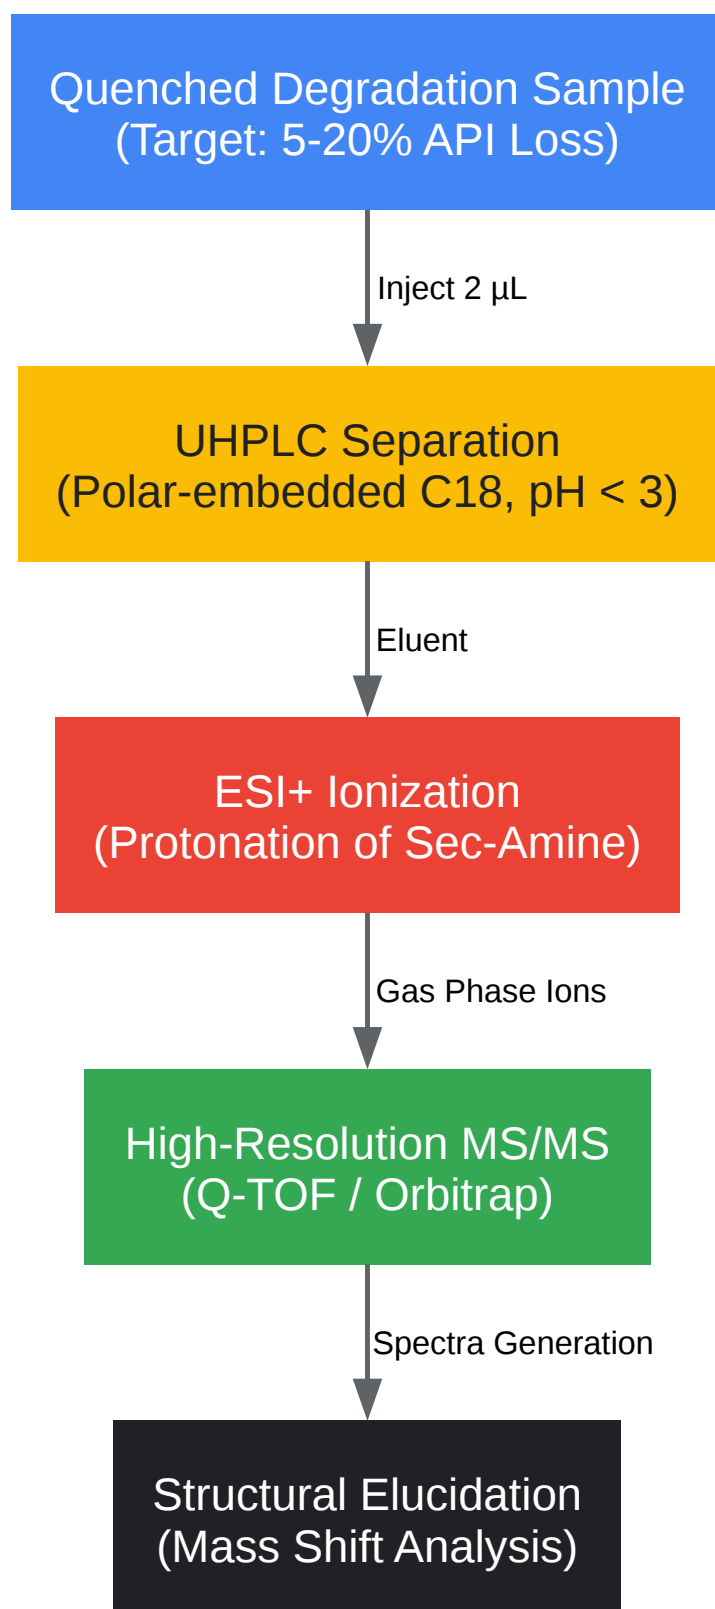 Quenched Degradation Sample
(Target: 5-20% API Loss)
Inject 2 µL
UHPLC Separation
(Polar-embedded C18, pH < 3)
Eluent
ESI+ Ionization
(Protonation of Sec-Amine)
Gas Phase Ions
High-Resolution MS/MS
(Q-TOF / Orbitrap)
Spectra Generation
Structural Elucidation
(Mass Shift Analysis)